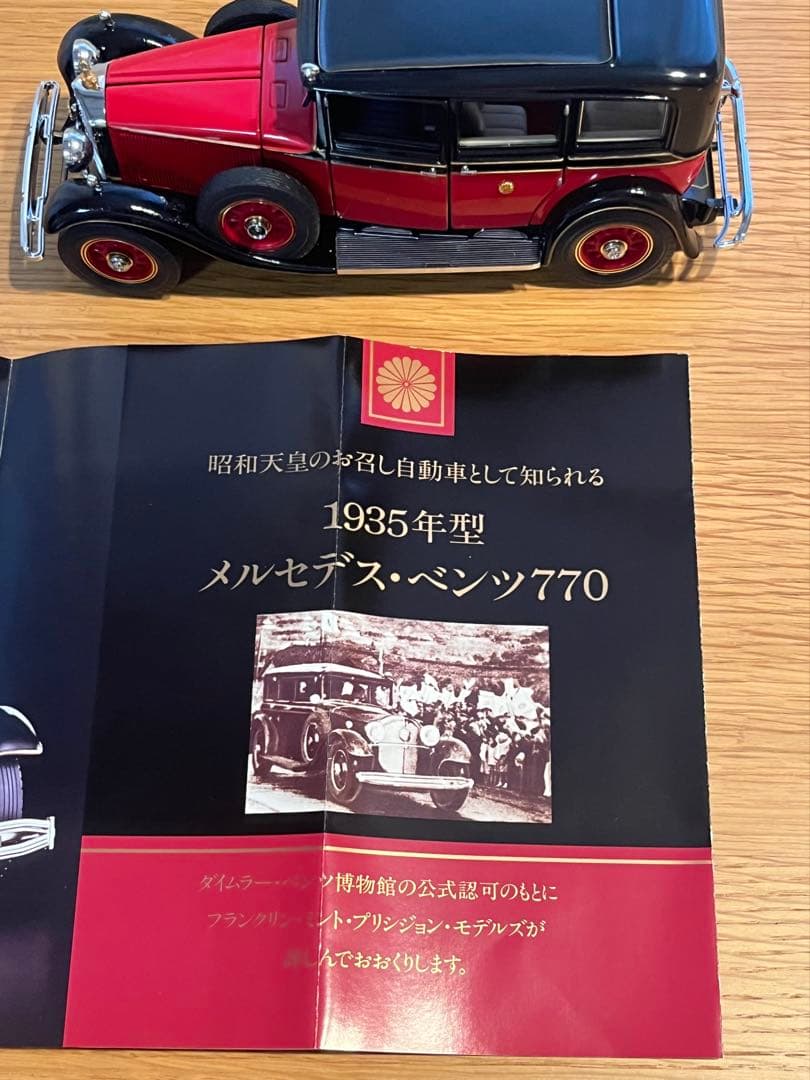 昭和天皇のお召し自動車として知られる
1935年型
メルセデス・ベンツ770
ダイムラー・ベンツ博物館の公式認可のもとに
フランクリン・ミント・プリシジョン・モデルズが
んでおおくりします。